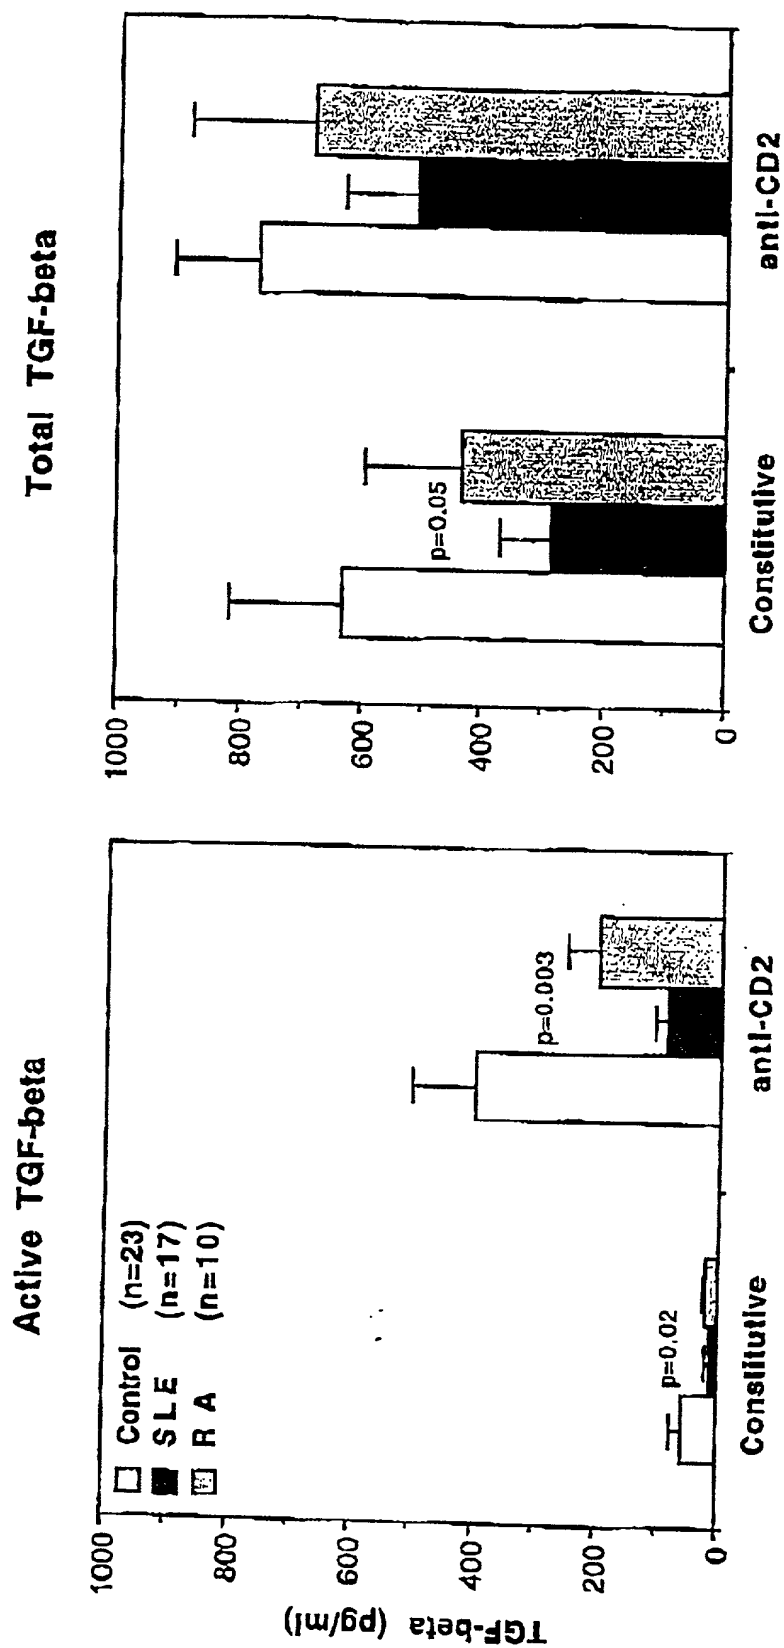 Active TGF-beta
TGF-beta (pg/ml)
1000
800
600
400
200
0
Control (n=23)
SLE (n=17)
RA (n=10)
p=0.02
p=0.003
Constitutive
anti-CD2
Total TGF-beta
1000
800
600
400
200
0
p=0.05
Constitutive
anti-CD2